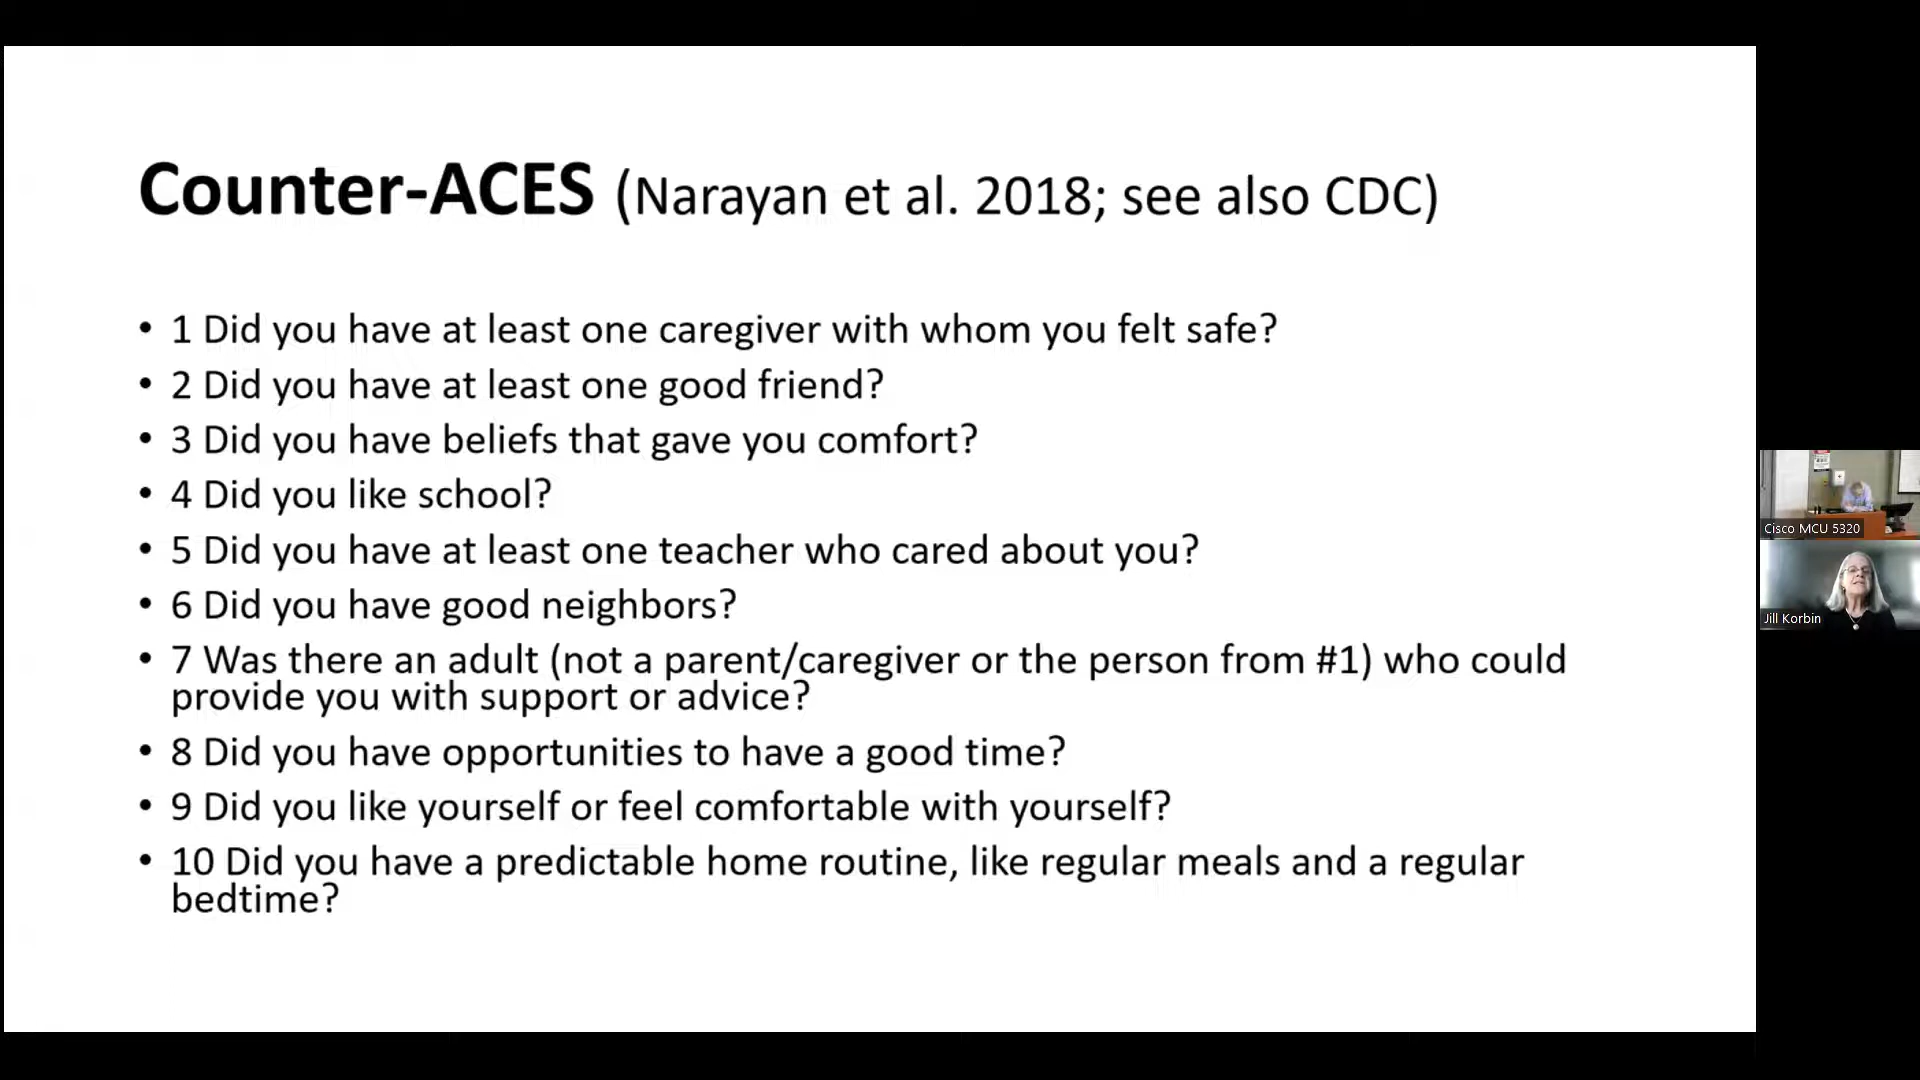 Counter-ACES (Narayan et al. 2018; see also CDC)
• 1 Did you have at least one caregiver with whom you felt safe?
• 2 Did you have at least one good friend?
• 3 Did you have beliefs that gave you comfort?
• 4 Did you like school?
• 5 Did you have at least one teacher who cared about you?
• 6 Did you have good neighbors?
• 7 Was there an adult (not a parent/caregiver or the person from #1) who could
provide you with support or advice?
• 8 Did you have opportunities to have a good time?
• 9 Did you like yourself or feel comfortable with yourself?
• 10 Did you have a predictable home routine, like regular meals and a regular
bedtime?
Cisco MCU 5320
Jill Korbin